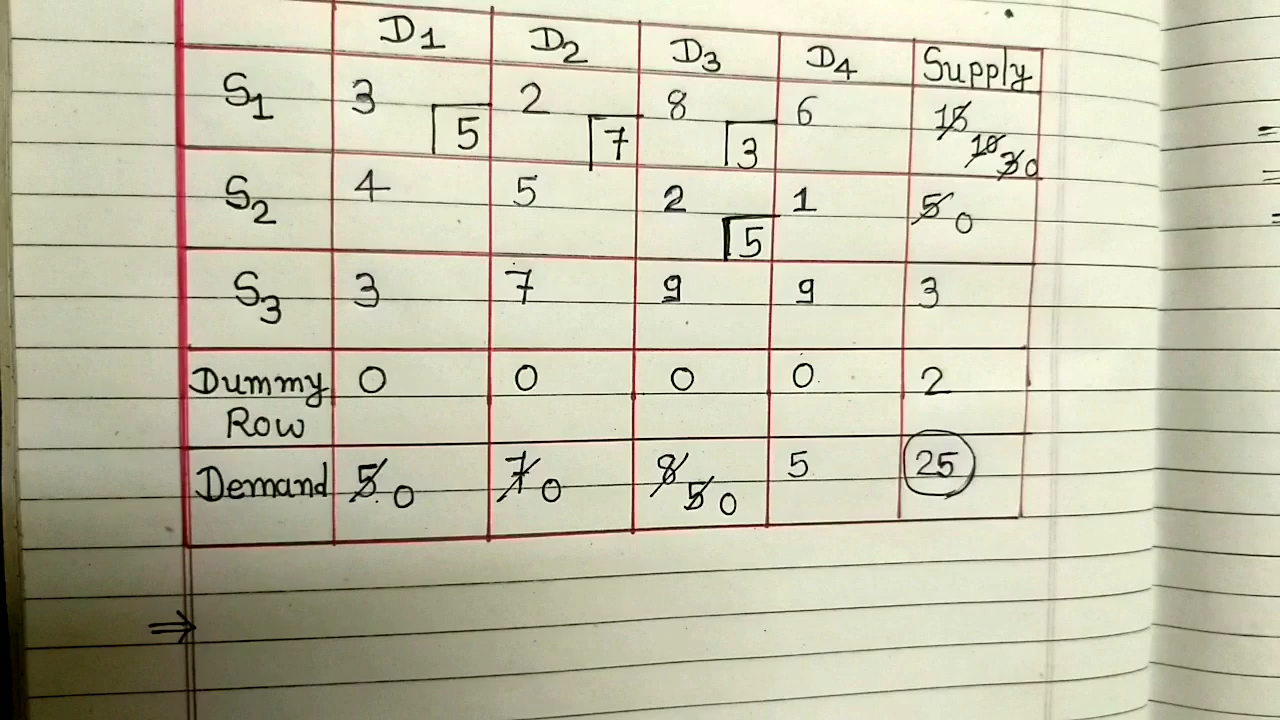 D1 D2 D3 D4 Supply
S1 3 5 2 7 8 3 6 15 10 3 0
S2 4 5 2 5 1 5 0
S3 3 7 9 9 3
Dummy Row 0 0 0 0 2
Demand 5 0 7 0 8 5 0 5 25
⇒